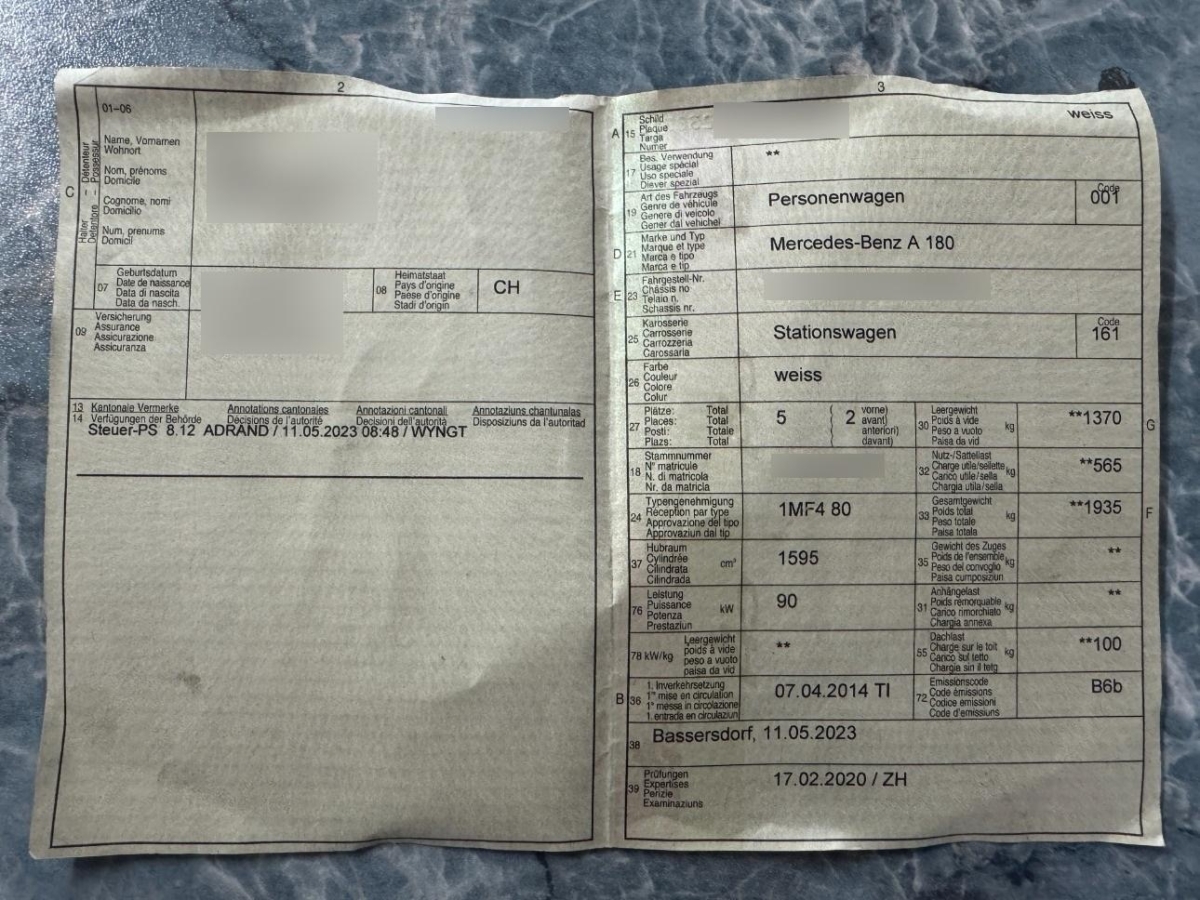 2
01–06
C
Halter – Détenteur
Detentore – Possessur
Name, Vornamen
Wohnort
Nom, prénoms
Domicile
Cognome, nomi
Domicilio
Num, prenums
Domicil
07
Geburtsdatum
Date de naissance
Data di nascita
Data da nasch.
08
Heimatstaat
Pays d'origine
Paese d'origine
Stadi d'origin
CH
09
Versicherung
Assurance
Assicurazione
Assicuranza
13 Kantonale Vermerke Annotations cantonales Annotazioni cantonali Annotaziuns chantunalas
14 Verfügungen der Behörde Décisions de l'autorité Decisioni dell'autorità Disposiziuns da l'autoritad
Steuer-PS 8.12 ADRAND / 11.05.2023 08:48 / WYNGT
3
A 15
Schild
Plaque
Targa
Numer
weiss
17
Bes. Verwendung
Usage spécial
Uso speciale
Diever spezial
**
19
Art des Fahrzeugs
Genre de véhicule
Genere di veicolo
Gener dal vehichel
Personenwagen
Code
001
D 21
Marke und Typ
Marque et type
Marca e tipo
Marca e tip
Mercedes-Benz A 180
E 23
Fahrgestell-Nr.
Châssis no
Telaio n.
Schassis nr.
25
Karosserie
Carrosserie
Carrozzeria
Carossaria
Stationswagen
Code
161
26
Farbe
Couleur
Colore
Colur
weiss
27
Plätze: Total
Places: Total
Posti: Totale
Plazs: Total
5
( 2 vorne)
avant)
( anteriori)
davant)
30
Leergewicht
Poids à vide
Peso a vuoto
Paisa da vid
kg
**1370
G
18
Stammnummer
N° matricule
N. di matricola
Nr. da matricla
32
Nutz-/Sattellast
Charge utile/sellette
Carico utile/sella
Chargia utila/sella
kg
**565
24
Typengenehmigung
Réception par type
Approvazione del tipo
Approvaziun dal tip
1MF4 80
33
Gesamtgewicht
Poids total
Peso totale
Paisa totala
kg
**1935
F
37
Hubraum
Cylindrée
Cilindrata
Cilindrada
cm³
1595
35
Gewicht des Zuges
Poids de l'ensemble
Peso del convoglio
Paisa cumposiziun
kg
**
76
Leistung
Puissance
Potenza
Prestaziun
kW
90
31
Anhängelast
Poids remorquable
Carico rimorchiato
Chargia annexa
kg
**
78 kW/kg
Leergewicht
poids à vide
peso a vuoto
paisa da vid
**
55
Dachlast
Charge sur le toit
Carico sul tetto
Chargia sin il tetg
kg
**100
B 36
1. Inverkehrsetzung
1re mise en circulation
1a messa in circolazione
1. entrada en circulaziun
07.04.2014 TI
72
Emissionscode
Code émissions
Codice emissioni
Code d'emissiuns
B6b
38
Bassersdorf, 11.05.2023
39
Prüfungen
Expertises
Perizie
Examinaziuns
17.02.2020 / ZH